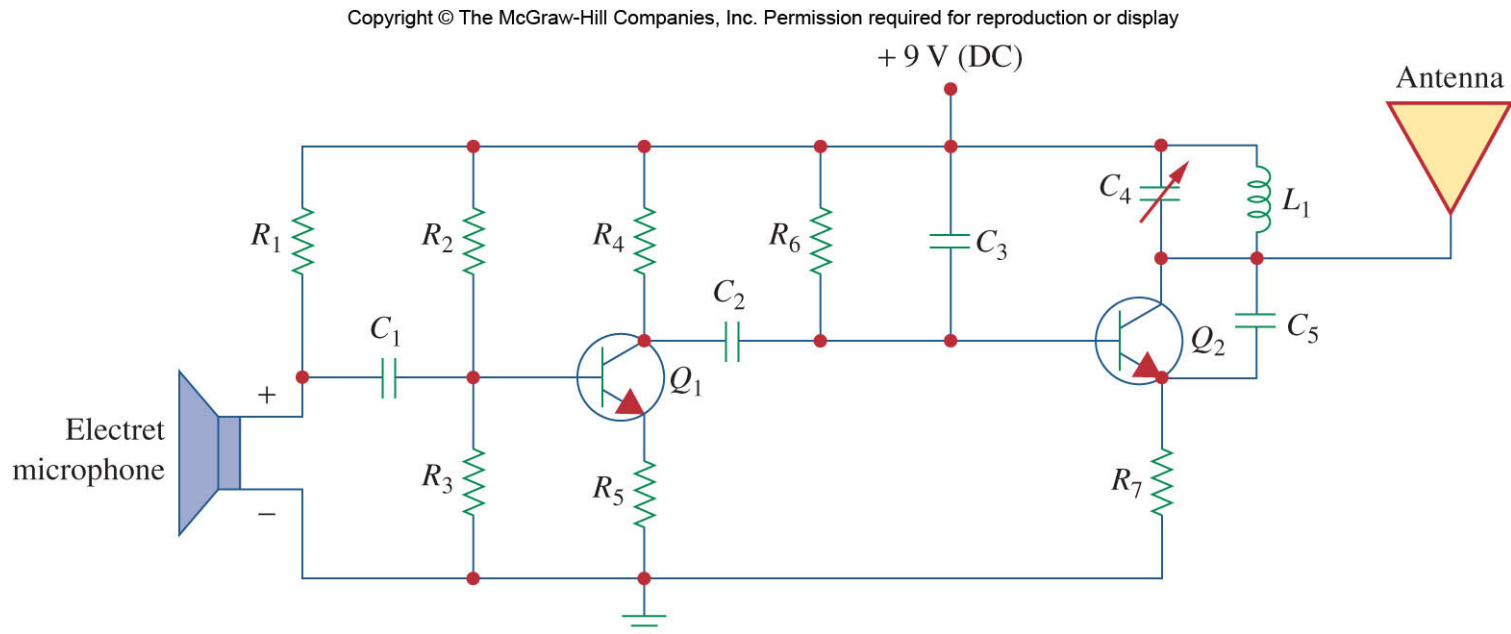 Copyright © The McGraw-Hill Companies, Inc. Permission required for reproduction or display
+ 9 V (DC)
Antenna
R1
R2
R4
R6
C3
C4
L1
C1
C2
C5
Q1
Q2
+
Electret
microphone
−
R3
R5
R7